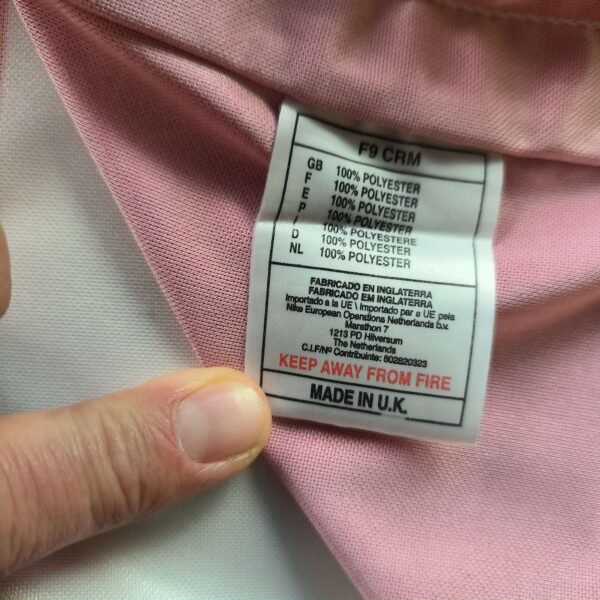 F9 CRM
GB 100% POLYESTER
F 100% POLYESTER
E 100% POLYESTER
P 100% POLYESTER
I 100% POLYESTERE
D 100% POLYESTER
NL 100% POLYESTER
FABRICADO EN INGLATERRA
FABRICADO EM INGLATERRA
Importado a la UE \ Importado par a UE pela
Nike European Operations Netherlands b.v.
Marathon 7
1213 PD Hilversum
The Netherlands
C.I.F/Nº Contribuinte: 802820323
KEEP AWAY FROM FIRE
MADE IN U.K.